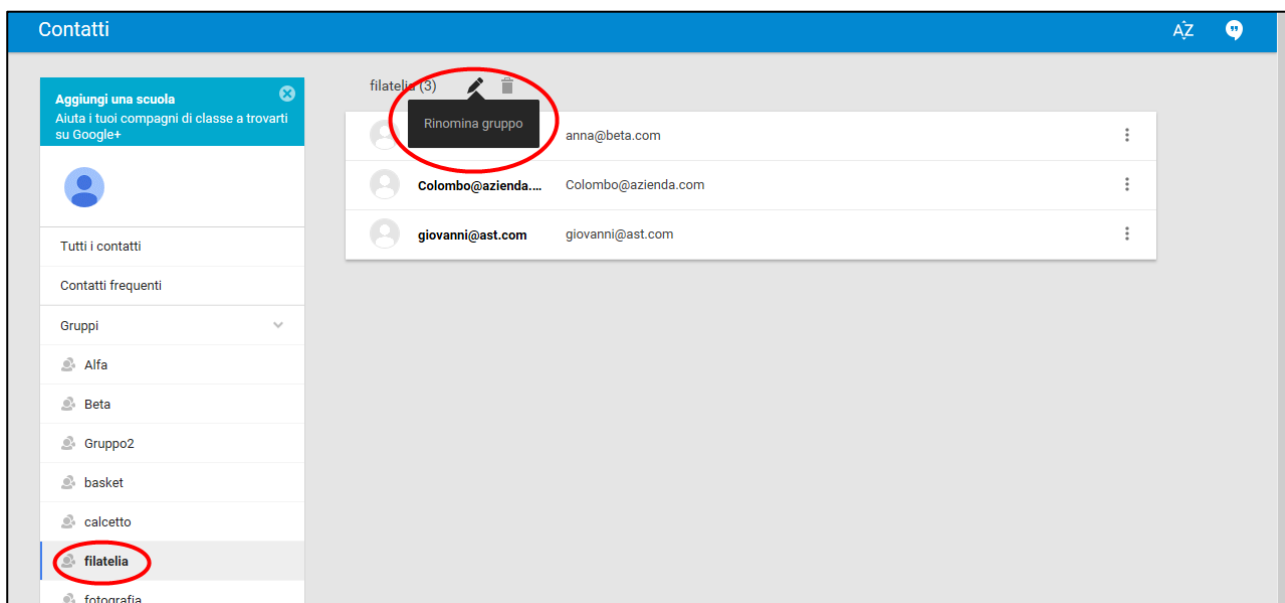 Contatti
AZ
Aggiungi una scuola
Aiuta i tuoi compagni di classe a trovarti
su Google+
Tutti i contatti
Contatti frequenti
Gruppi
Alfa
Beta
Gruppo2
basket
calcetto
filatelia
fotografia
filatelia (3)
Rinomina gruppo
anna@beta.com
Colombo@azienda.... Colombo@azienda.com
giovanni@ast.com giovanni@ast.com